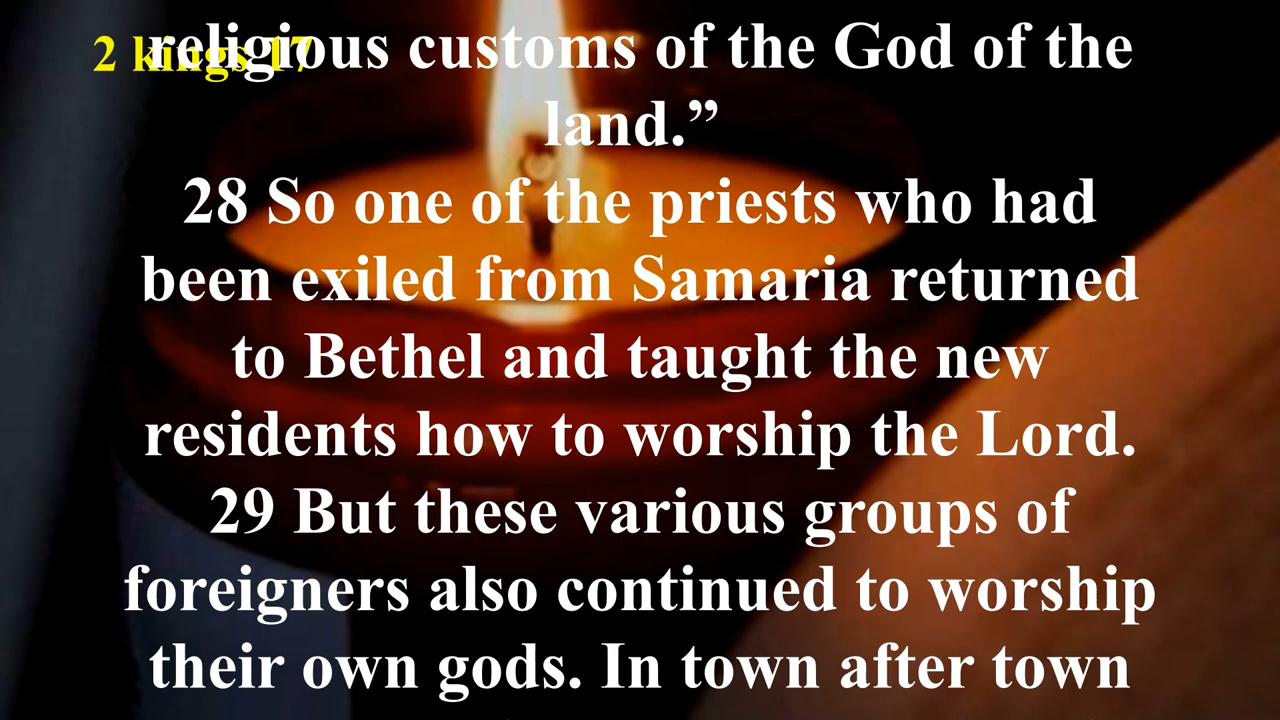 2 kings 17
religious customs of the God of the
land.”
28 So one of the priests who had
been exiled from Samaria returned
to Bethel and taught the new
residents how to worship the Lord.
29 But these various groups of
foreigners also continued to worship
their own gods. In town after town